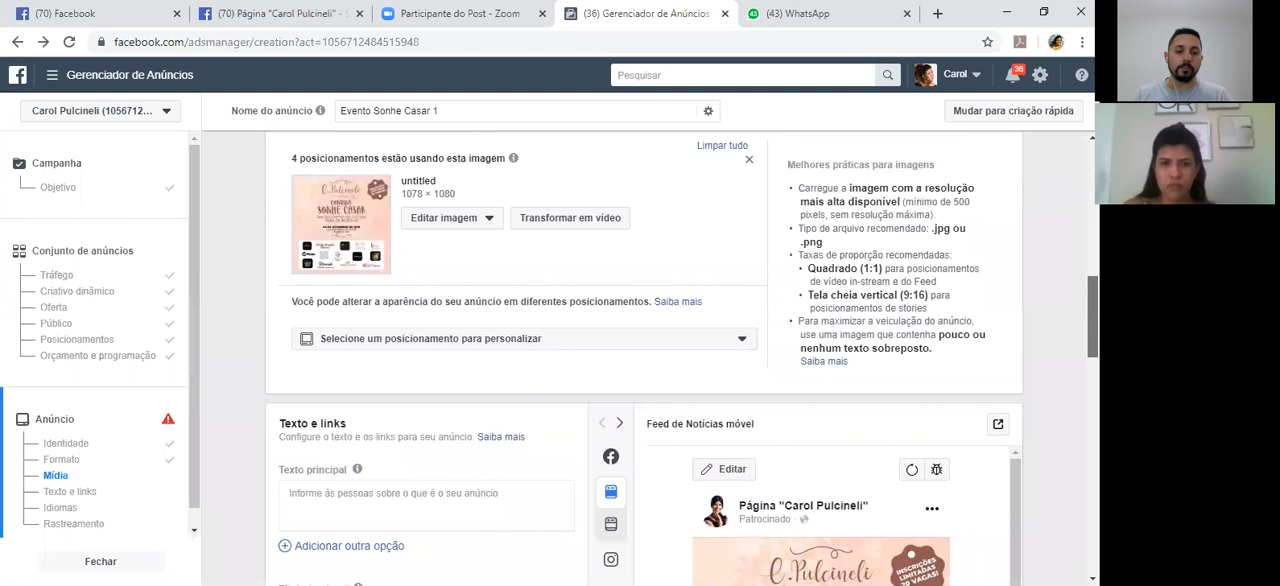 (70) Facebook
(70) Página "Carol Pulcineli" - S
Participante do Post - Zoom
(36) Gerenciador de Anúncios
(43) WhatsApp
facebook.com/adsmanager/creation?act=1056712484515948
Gerenciador de Anúncios
Pesquisar
Carol
36
Carol Pulcineli (1056712...
Nome do anúncio
Evento Sonhe Casar 1
Mudar para criação rápida
Campanha
Objetivo
Conjunto de anúncios
Tráfego
Criativo dinâmico
Oferta
Público
Posicionamentos
Orçamento e programação
Anúncio
Identidade
Formato
Mídia
Texto e links
Idiomas
Rastreamento
Fechar
Limpar tudo
4 posicionamentos estão usando esta imagem
C.Pulcineli
SONHE CASAR
untitled
1078 × 1080
Editar imagem
Transformar em vídeo
Você pode alterar a aparência do seu anúncio em diferentes posicionamentos. Saiba mais
Selecione um posicionamento para personalizar
Melhores práticas para imagens
• Carregue a imagem com a resolução
mais alta disponível (mínimo de 500
pixels, sem resolução máxima).
• Tipo de arquivo recomendado: .jpg ou
.png
• Taxas de proporção recomendadas:
• Quadrado (1:1) para posicionamentos
de vídeo in-stream e do Feed
• Tela cheia vertical (9:16) para
posicionamentos de stories
• Para maximizar a veiculação do anúncio,
use uma imagem que contenha pouco ou
nenhum texto sobreposto.
Saiba mais
Texto e links
Configure o texto e os links para seu anúncio. Saiba mais
Texto principal
Informe às pessoas sobre o que é o seu anúncio
Adicionar outra opção
Feed de Notícias móvel
Editar
Página "Carol Pulcineli"
Patrocinado
C.Pulcineli
INSCRIÇÕES
LIMITADAS
70 VAGAS!